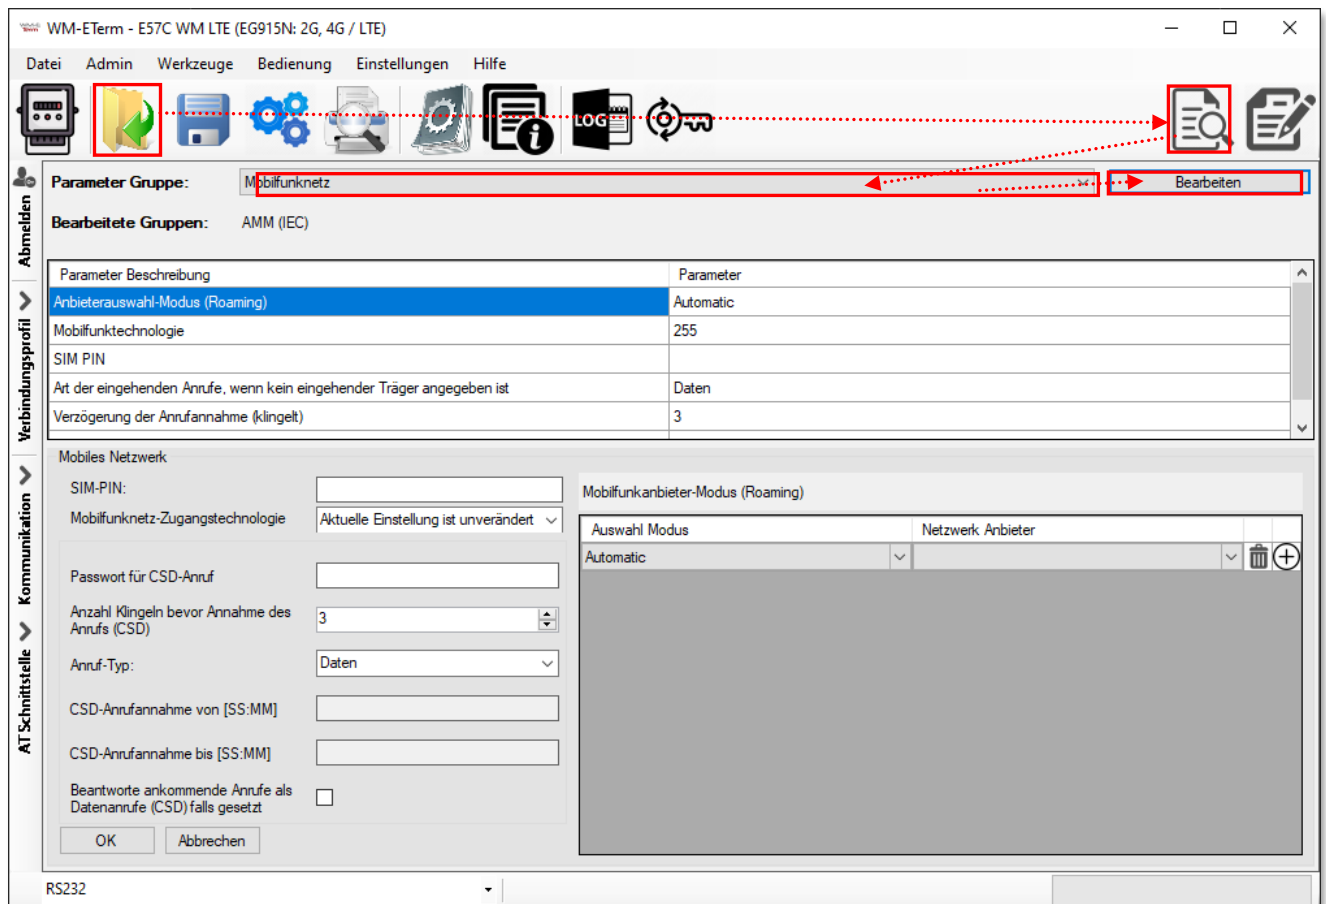 WM-ETerm - E57C WM LTE (EG915N: 2G, 4G / LTE)
Datei Admin Werkzeuge Bedienung Einstellungen Hilfe
LOG
Abmelden
Verbindungsprofil
Kommunikation
AT Schnittstelle
Parameter Gruppe: Mobilfunknetz Bearbeiten
Bearbeitete Gruppen: AMM (IEC)
Parameter Beschreibung Parameter
Anbieterauswahl-Modus (Roaming) Automatic
Mobilfunktechnologie 255
SIM PIN
Art der eingehenden Anrufe, wenn kein eingehender Träger angegeben ist Daten
Verzögerung der Anrufannahme (klingelt) 3
Mobiles Netzwerk
SIM-PIN:
Mobilfunknetz-Zugangstechnologie Aktuelle Einstellung ist unverändert
Passwort für CSD-Anruf
Anzahl Klingeln bevor Annahme des
Anrufs (CSD) 3
Anruf-Typ: Daten
CSD-Anrufannahme von [SS:MM]
CSD-Anrufannahme bis [SS:MM]
Beantworte ankommende Anrufe als
Datenanrufe (CSD) falls gesetzt
OK Abbrechen
Mobilfunkanbieter-Modus (Roaming)
Auswahl Modus Netzwerk Anbieter
Automatic
RS232